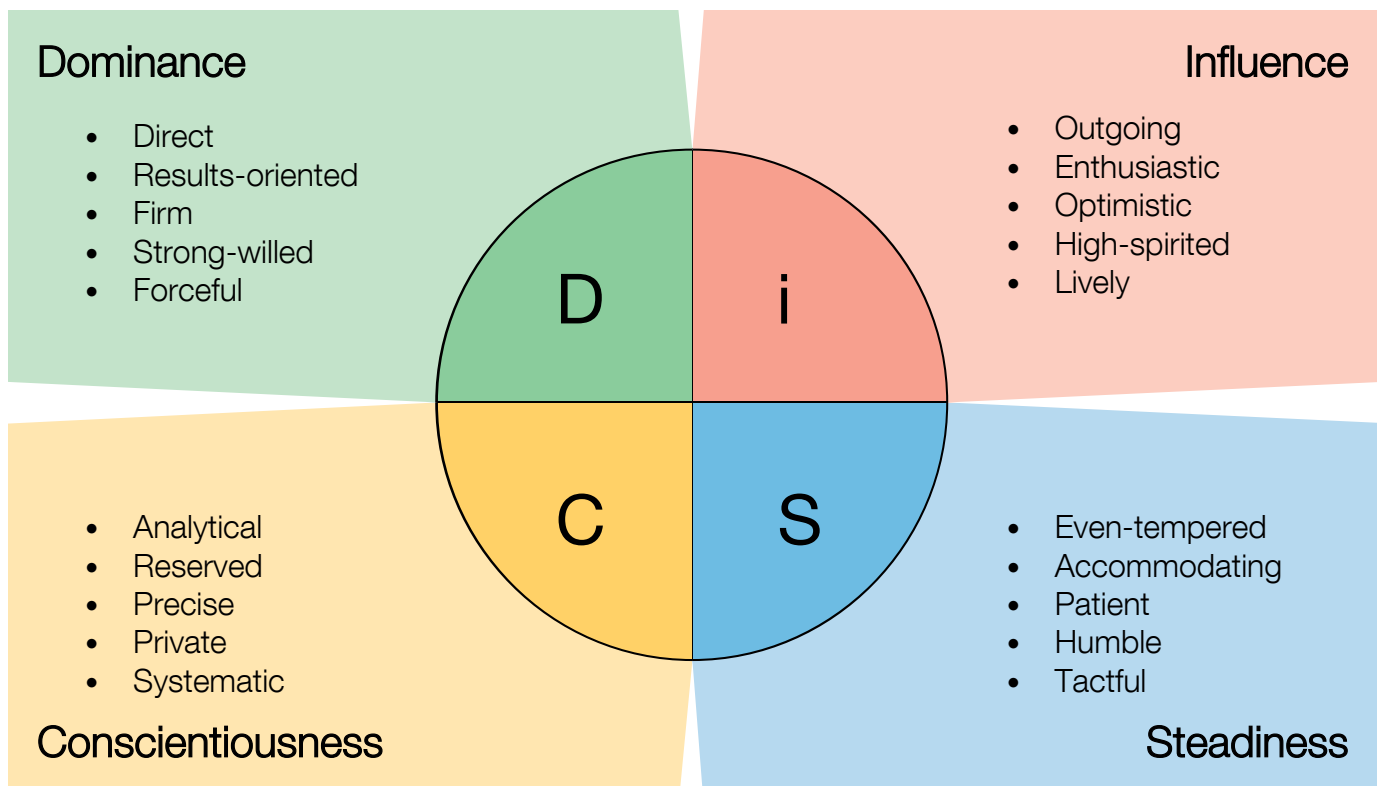 Dominance
• Direct
• Results-oriented
• Firm
• Strong-willed
• Forceful
Influence
• Outgoing
• Enthusiastic
• Optimistic
• High-spirited
• Lively
D
i
C
S
• Analytical
• Reserved
• Precise
• Private
• Systematic
Conscientiousness
• Even-tempered
• Accommodating
• Patient
• Humble
• Tactful
Steadiness